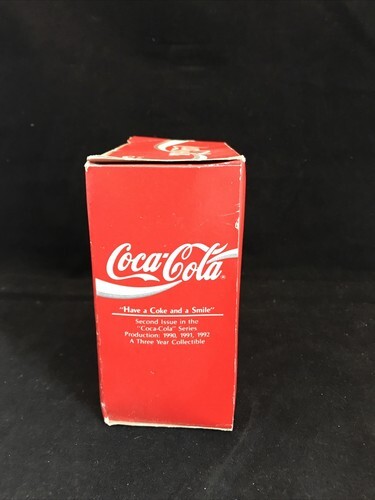 Coca-Cola®
"Have a Coke and a Smile"
Second Issue in the
"Coca-Cola" Series
Production: 1990, 1991, 1992
A Three Year Collectible